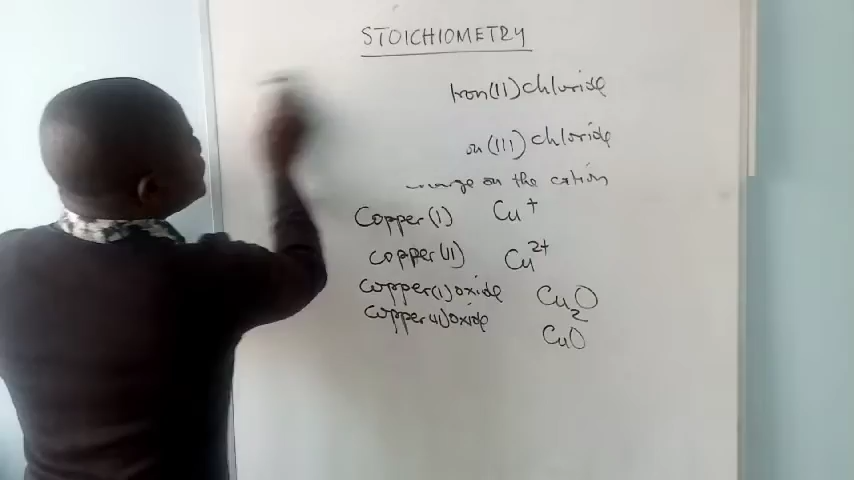 STOICHIOMETRY
Iron(II) chloride
on (III) chloride
on the cation
Copper(I) Cu+
copper(II) Cu2+
copper(I) oxide Cu2O
copper(II) oxide CuO